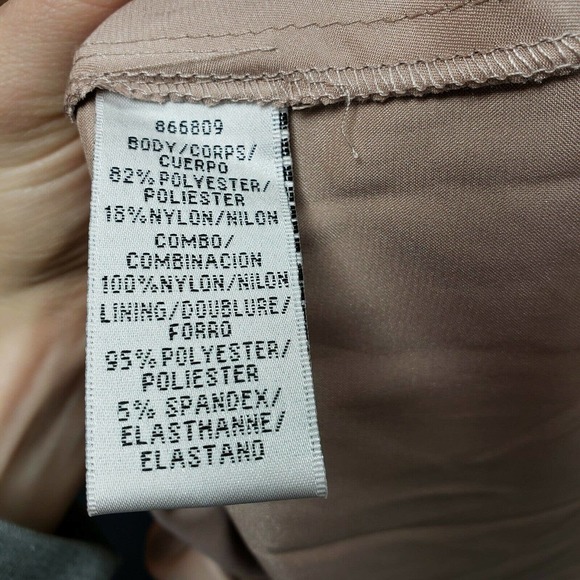 866809
BODY/CORPS/
CUERPO
82% POLYESTER/
POLIESTER
18% NYLON/NILON
COMBO/
COMBINACION
100% NYLON/NILON
LINING/DOUBLURE/
FORRO
95% POLYESTER/
POLIESTER
5% SPANDEX/
ELASTHANNE/
ELASTANO